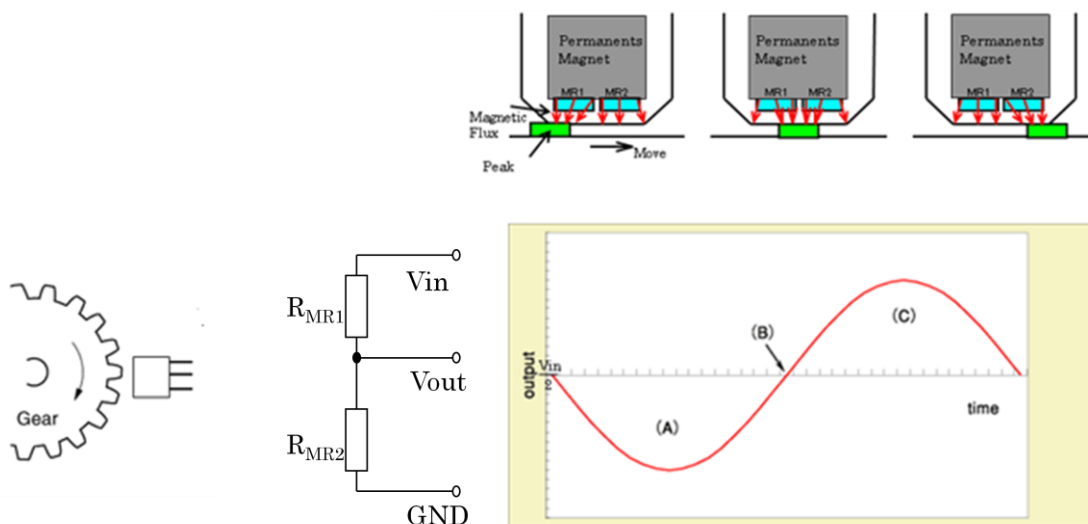 Permanents
Magnet
MR1 MR2
Permanents
Magnet
MR1 MR2
Permanents
Magnet
MR1 MR2
Magnetic
Flux
Peak
Move
Gear
Vin
RMR1
Vout
RMR2
GND
output
Vin
2
(A)
(B)
(C)
time